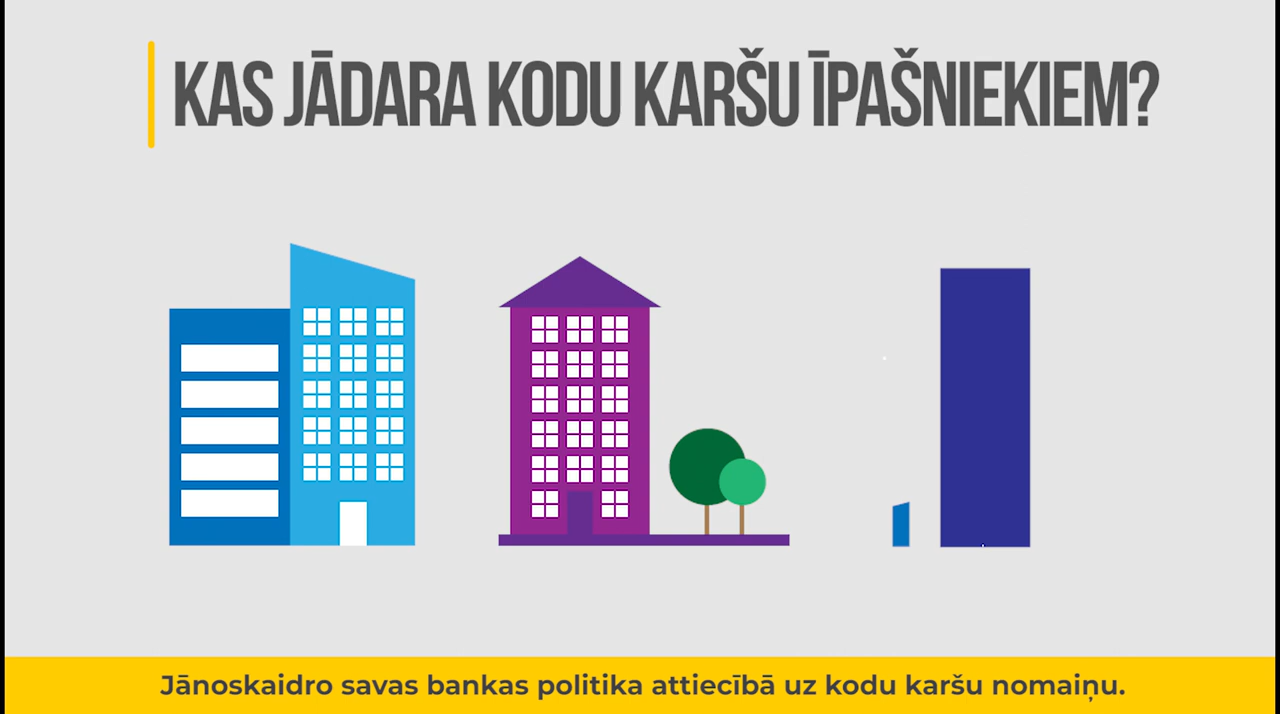 KAS JĀDARA KODU KARŠU ĪPAŠNIEKIEM?
Jānoskaidro savas bankas politika attiecībā uz kodu karšu nomaiņu.